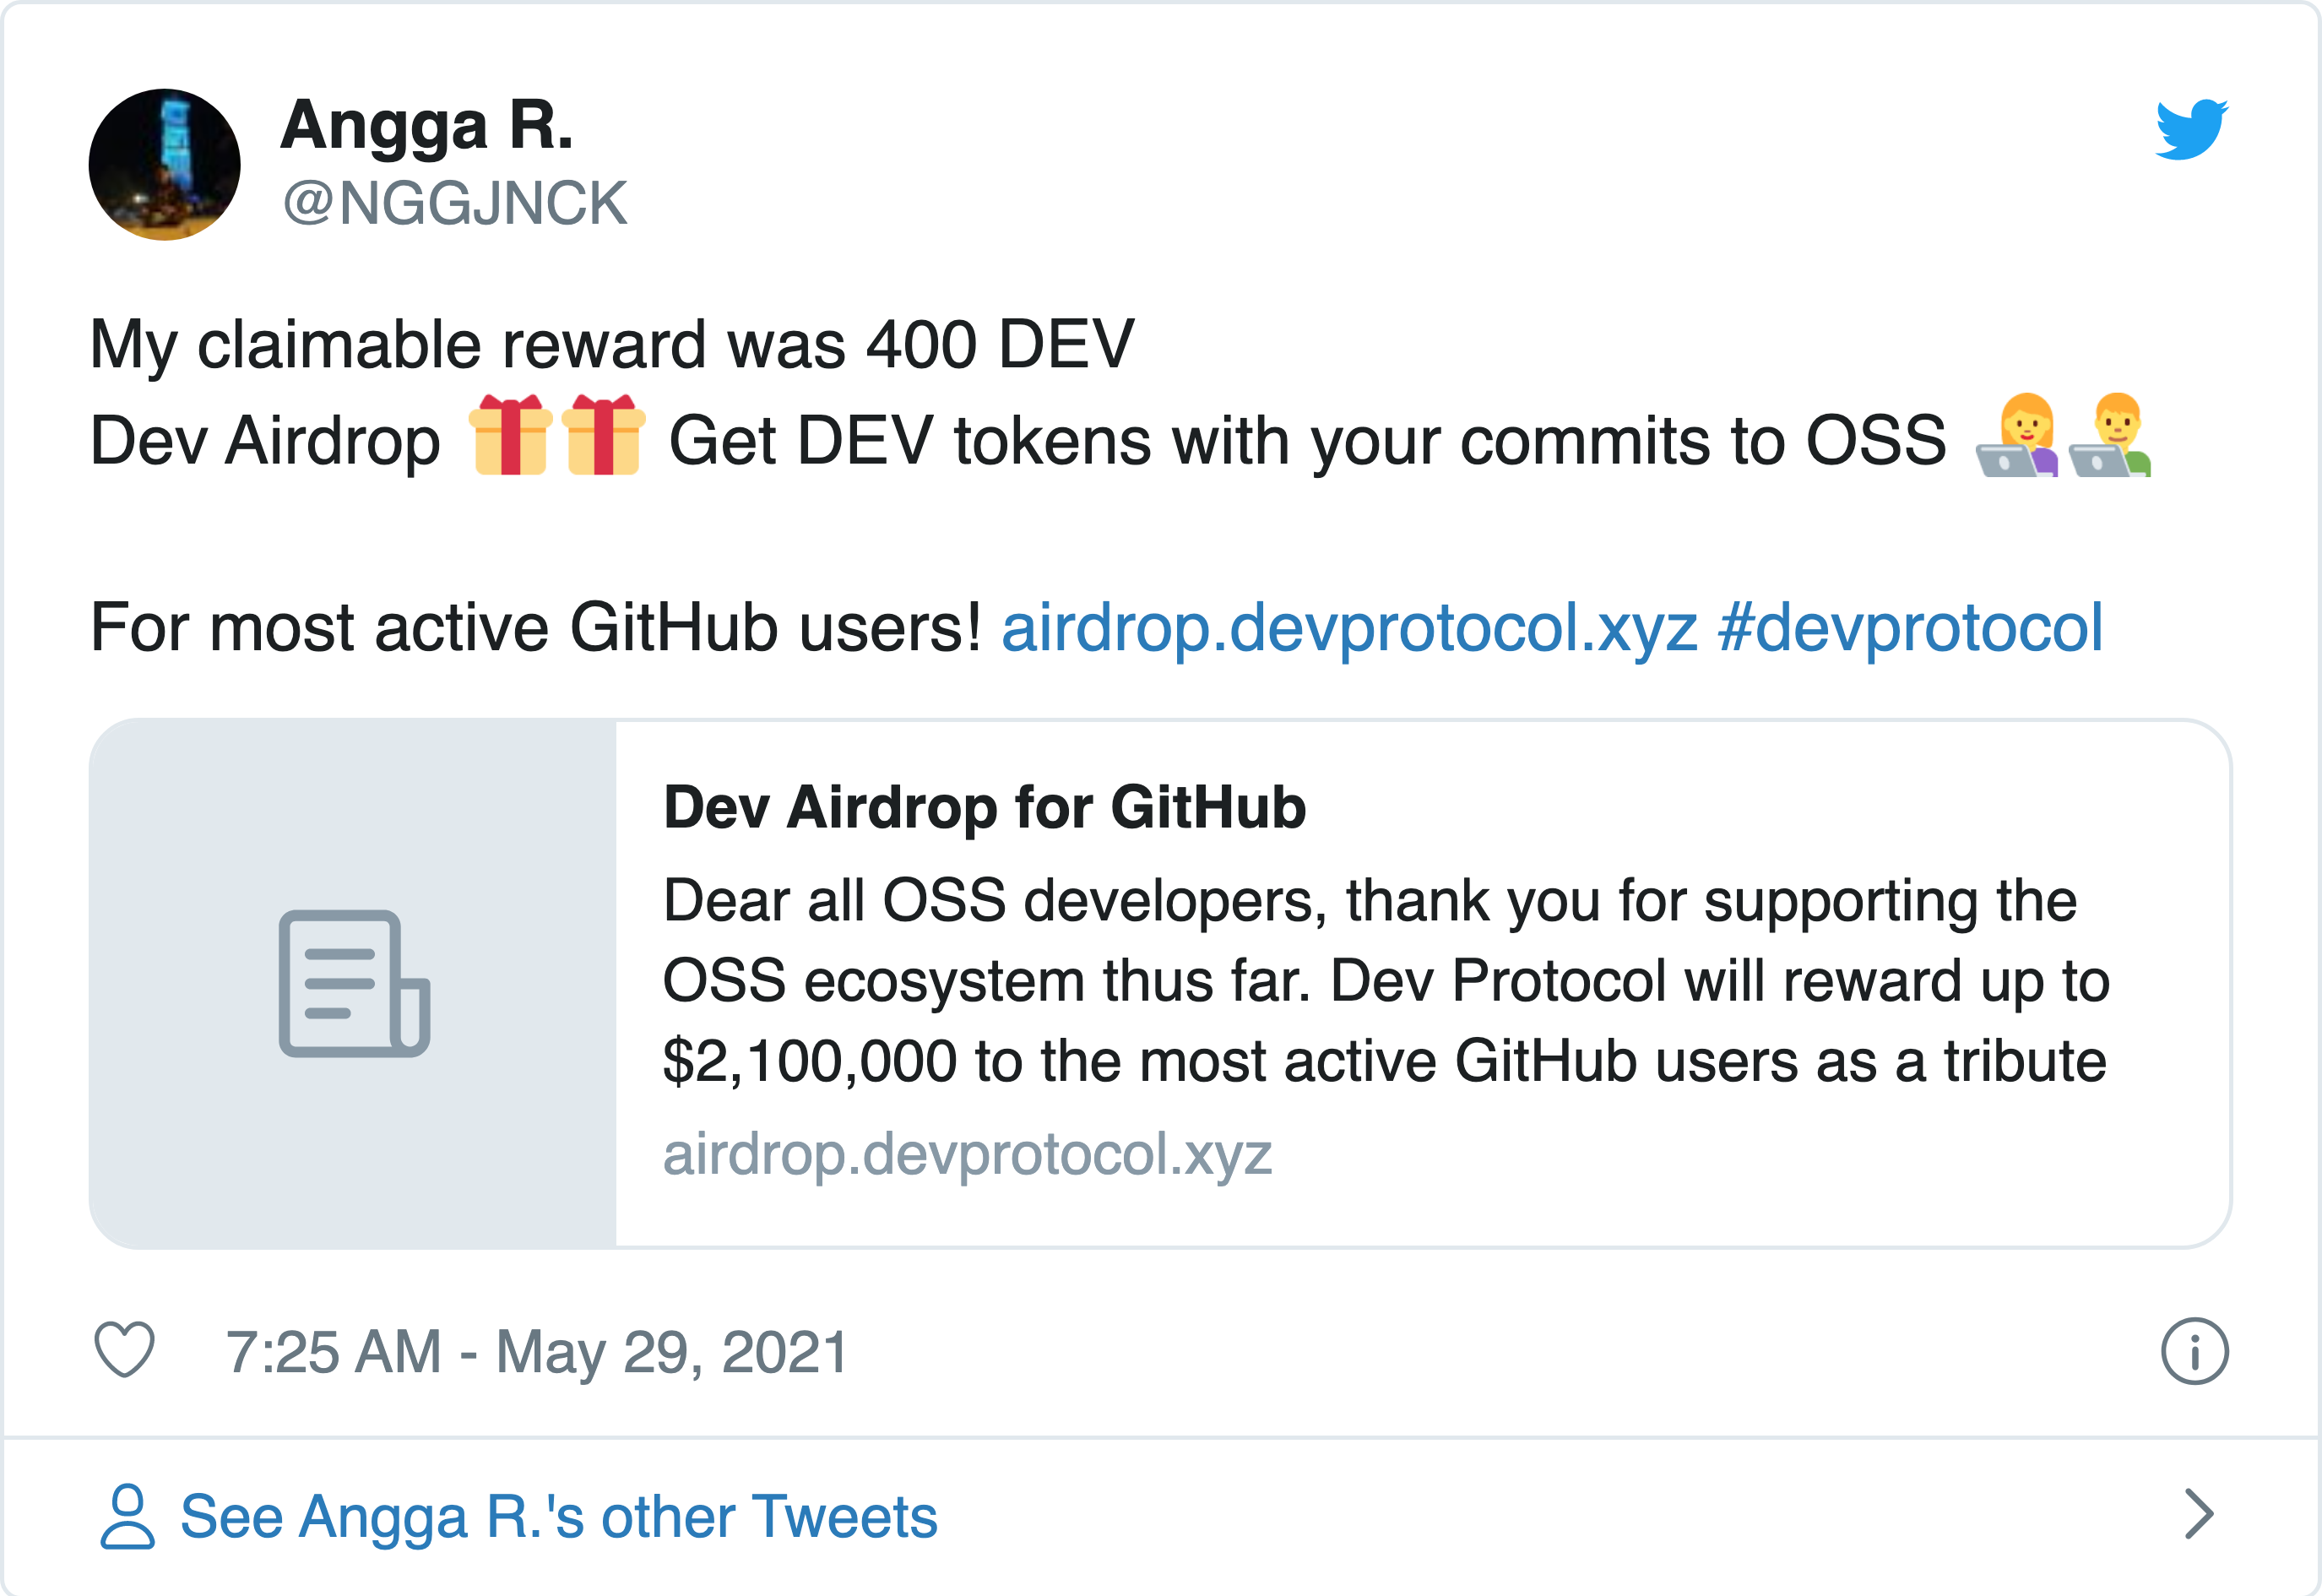 Angga R.
@NGGJNCK
My claimable reward was 400 DEV
Dev Airdrop 🎁🎁 Get DEV tokens with your commits to OSS 👩‍💻👨‍💻
For most active GitHub users! airdrop.devprotocol.xyz #devprotocol
Dev Airdrop for GitHub
Dear all OSS developers, thank you for supporting the
OSS ecosystem thus far. Dev Protocol will reward up to
$2,100,000 to the most active GitHub users as a tribute
airdrop.devprotocol.xyz
7:25 AM - May 29, 2021
See Angga R.'s other Tweets